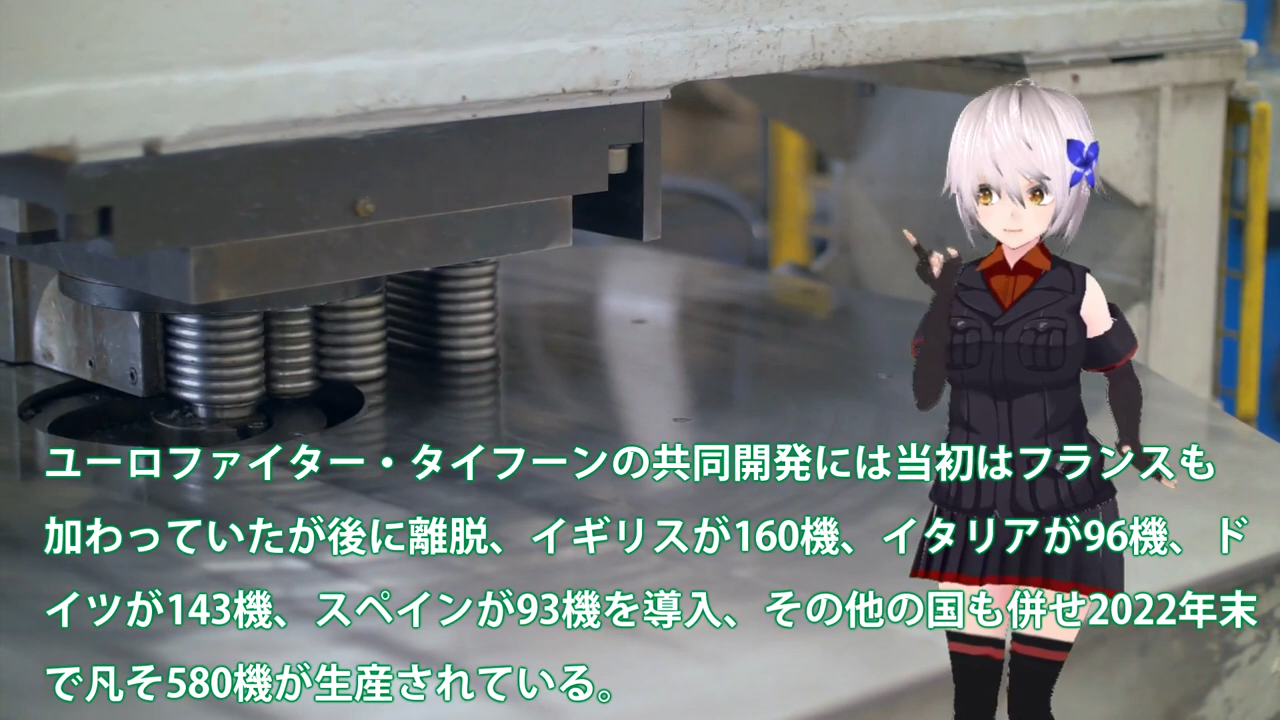 ユーロファイター・タイフーンの共同開発には当初はフランスも
加わっていたが後に離脱、イギリスが160機、イタリアが96機、ド
イツが143機、スペインが93機を導入、その他の国も併せ2022年末
で凡そ580機が生産されている。